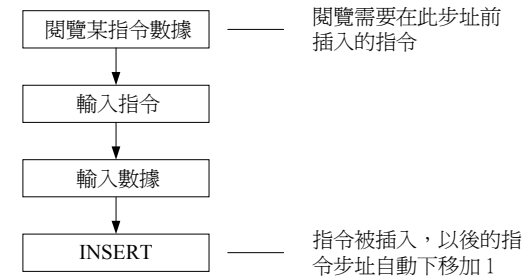 閱覽某指令數據
閱覽需要在此步址前
插入的指令
輸入指令
輸入數據
INSERT
指令被插入，以後的指
令步址自動下移加 1